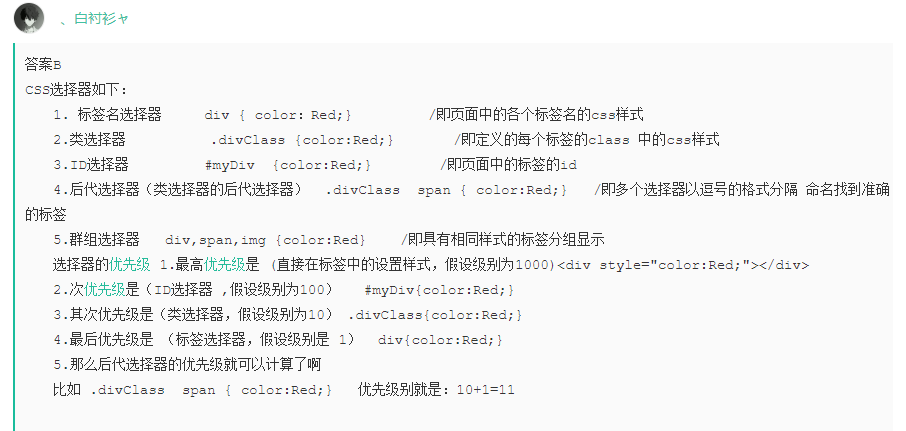 、白衬衫ャ
答案B
CSS选择器如下：
1. 标签名选择器 div { color: Red;} /即页面中的各个标签名的css样式
2.类选择器 .divClass {color:Red;} /即定义的每个标签的class 中的css样式
3.ID选择器 #myDiv {color:Red;} /即页面中的标签的id
4.后代选择器（类选择器的后代选择器） .divClass span { color:Red;} /即多个选择器以逗号的格式分隔 命名找到准确
的标签
5.群组选择器 div,span,img {color:Red} /即具有相同样式的标签分组显示
选择器的优先级 1.最高优先级是 (直接在标签中的设置样式，假设级别为1000)<div style="color:Red;"></div>
2.次优先级是（ID选择器 ,假设级别为100） #myDiv{color:Red;}
3.其次优先级是（类选择器，假设级别为10） .divClass{color:Red;}
4.最后优先级是 （标签选择器，假设级别是 1） div{color:Red;}
5.那么后代选择器的优先级就可以计算了啊
比如 .divClass span { color:Red;} 优先级别就是：10+1=11